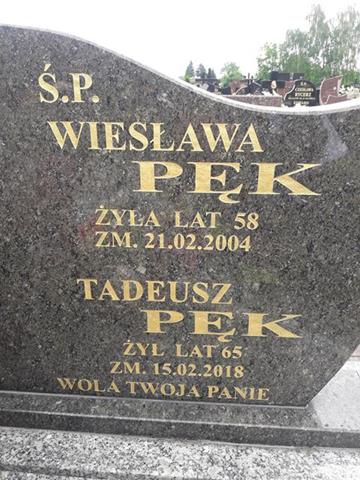 Ś.P.
WIESŁAWA
PĘK
ŻYŁA LAT 58
ZM. 21.02.2004
TADEUSZ
PĘK
ŻYŁ LAT 65
ZM. 15.02.2018
WOLA TWOJA PANIE
RYCERZ